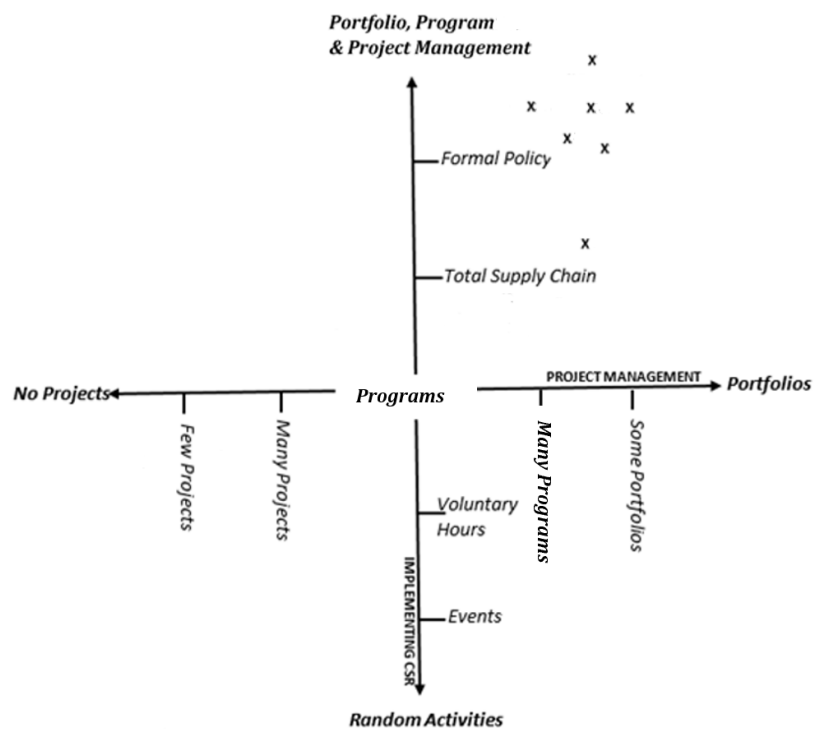 Portfolio, Program
& Project Management
x
x
x
x
x
x
Formal Policy
x
Total Supply Chain
PROJECT MANAGEMENT
No Projects
Programs
Portfolios
Few Projects
Many Projects
Many Programs
Some Portfolios
Voluntary
Hours
IMPLEMENTING CSR
Events
Random Activities